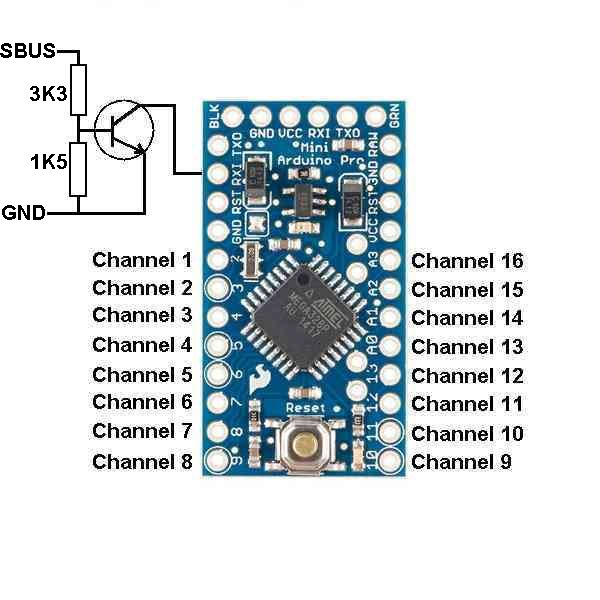 SBUS
3K3
1K5
GND
BLK
GND VCC RXI TXO
GRN
Mini
Arduino Pro
TXO
RXI
RST
GND
2
3
4
5
6
7
8
9
RAW
GND
RST
VCC
A3
A2
A1
A0
13
12
11
10
ATMEL
MEGA328P
AU 1417
Reset
Channel 1
Channel 2
Channel 3
Channel 4
Channel 5
Channel 6
Channel 7
Channel 8
Channel 16
Channel 15
Channel 14
Channel 13
Channel 12
Channel 11
Channel 10
Channel 9